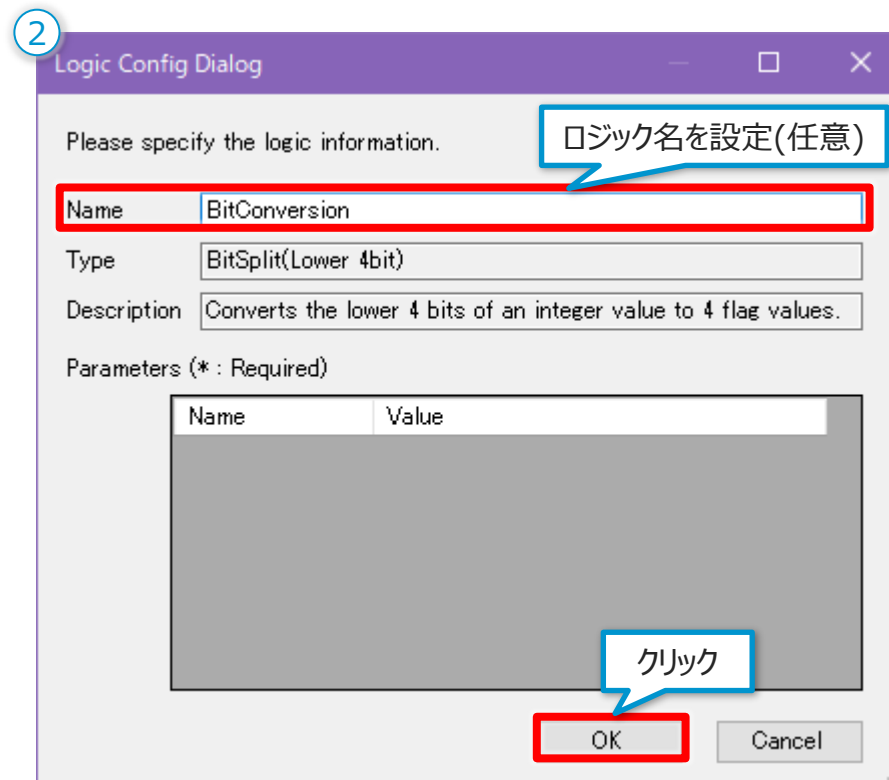 2
Logic Config Dialog
Please specify the logic information.
ロジック名を設定(任意)
Name BitConversion
Type BitSplit(Lower 4bit)
Description Converts the lower 4 bits of an integer value to 4 flag values.
Parameters (* : Required)
Name Value
クリック
OK Cancel